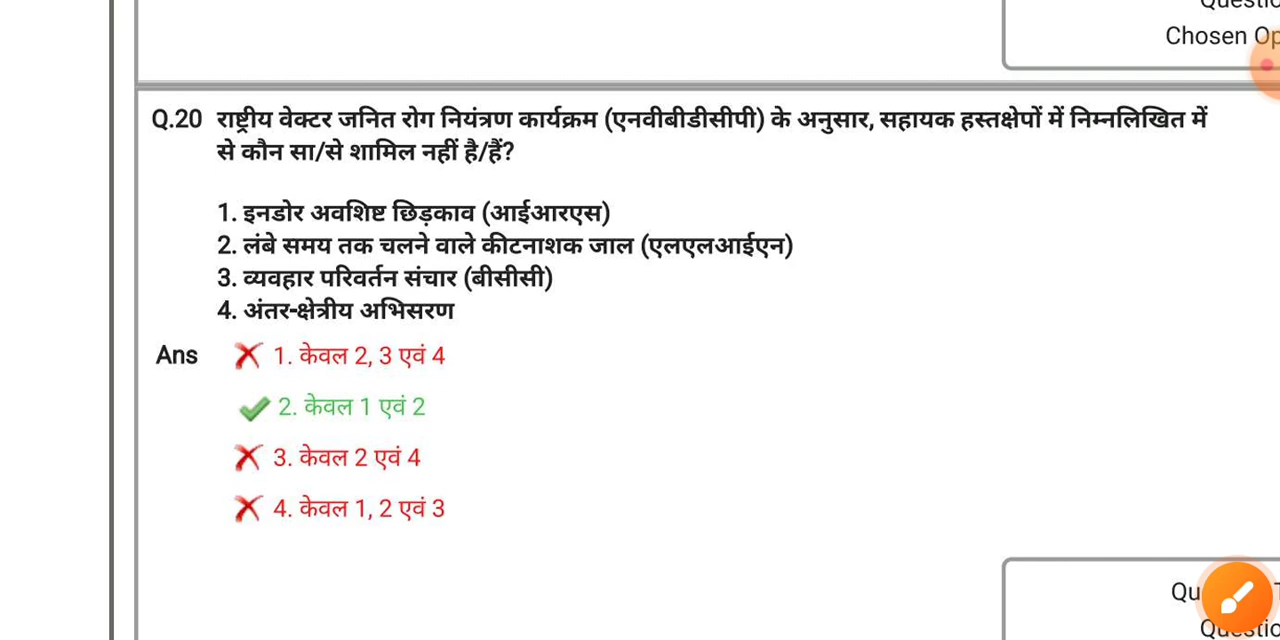 Chosen Op
Q.20 राष्ट्रीय वेक्टर जनित रोग नियंत्रण कार्यक्रम (एनवीबीडीसीपी) के अनुसार, सहायक हस्तक्षेपों में निम्नलिखित में
से कौन सा/से शामिल नहीं है/हैं?
1. इनडोर अवशिष्ट छिड़काव (आईआरएस)
2. लंबे समय तक चलने वाले कीटनाशक जाल (एलएलआईएन)
3. व्यवहार परिवर्तन संचार (बीसीसी)
4. अंतर-क्षेत्रीय अभिसरण
Ans 1. केवल 2, 3 एवं 4
2. केवल 1 एवं 2
3. केवल 2 एवं 4
4. केवल 1, 2 एवं 3
Qu